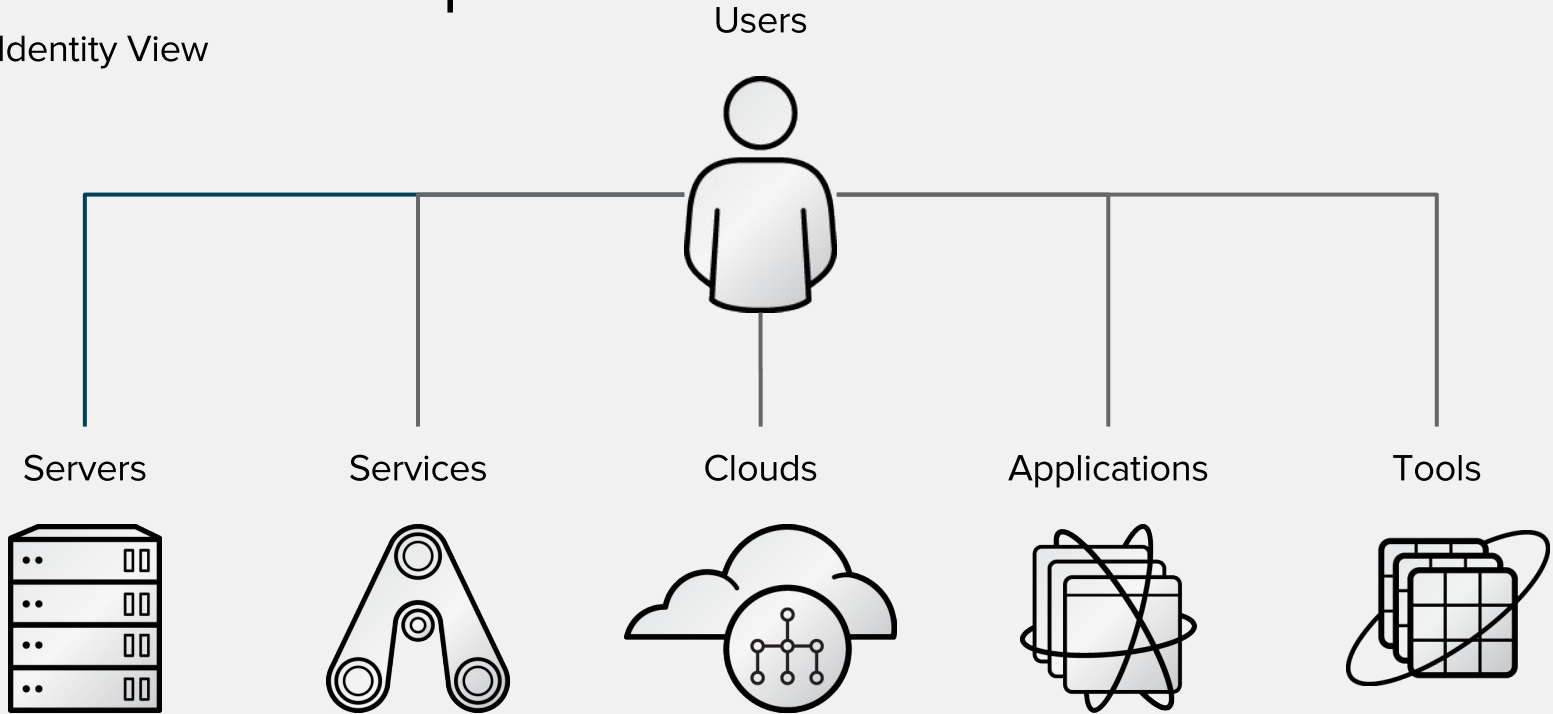 Identity View
Users
Servers
Services
Clouds
Applications
Tools